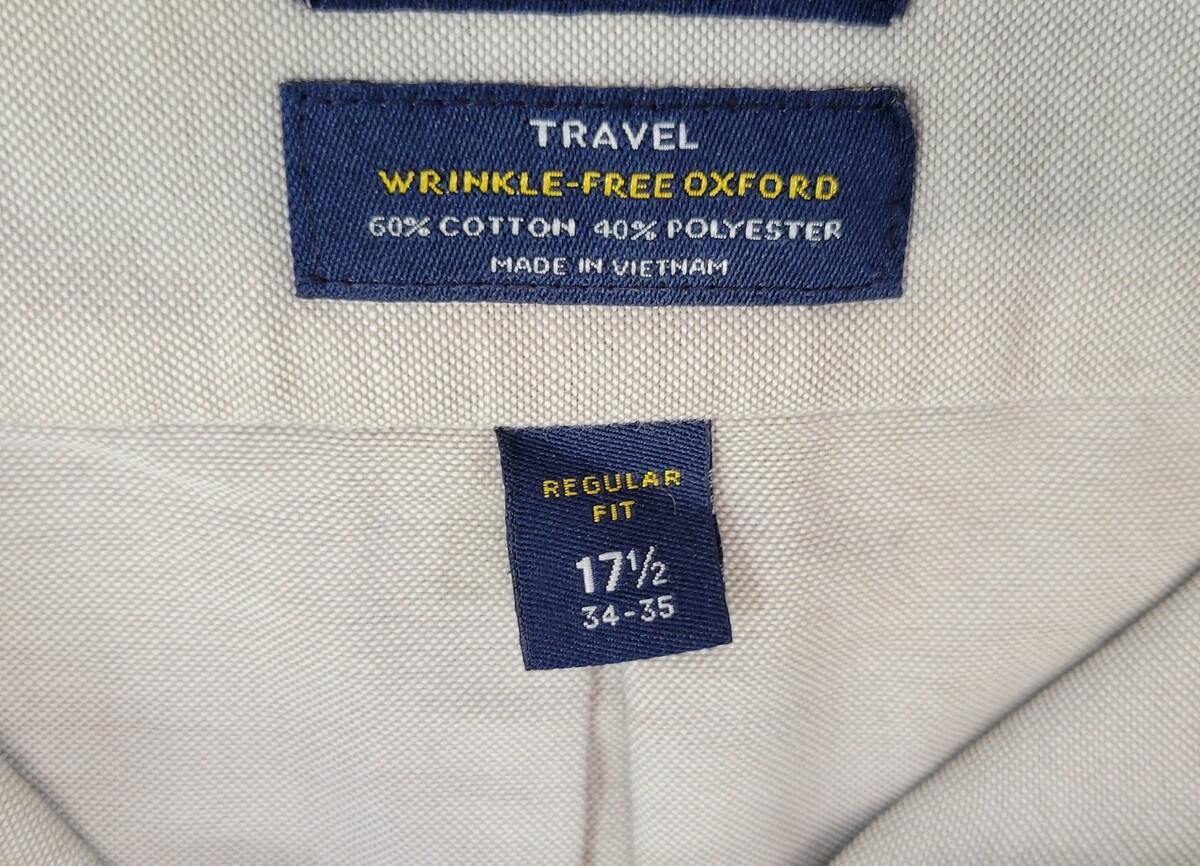 TRAVEL
WRINKLE-FREE OXFORD
60% COTTON 40% POLYESTER
MADE IN VIETNAM
REGULAR
FIT
17½
34-35